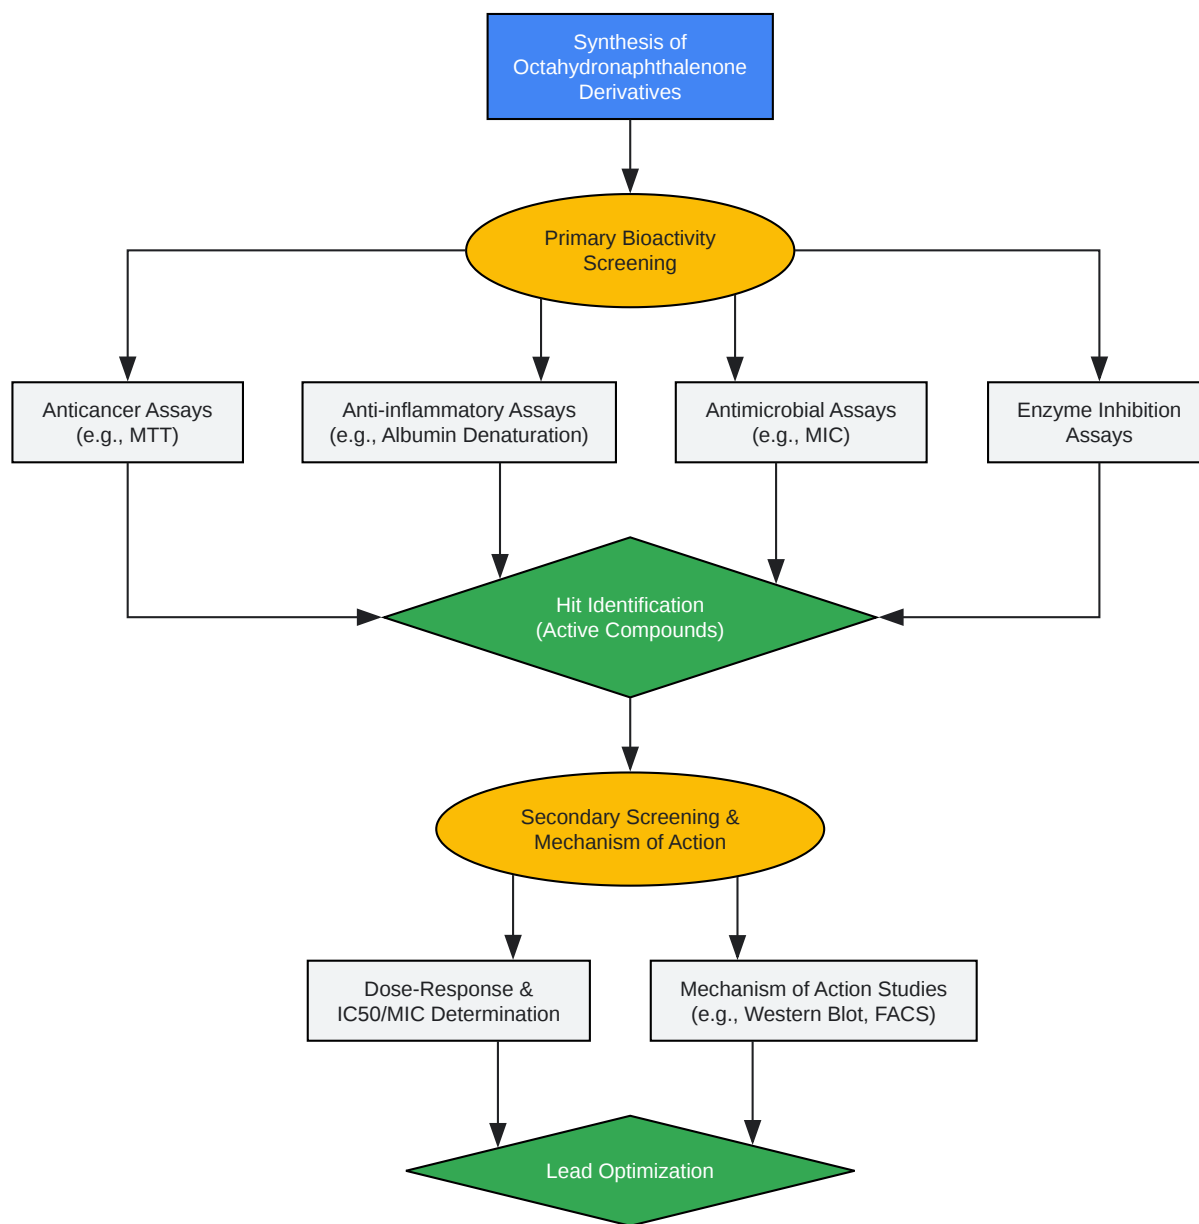 Synthesis of
Octahydronaphthalenone
Derivatives
Primary Bioactivity
Screening
Anticancer Assays
(e.g., MTT)
Anti-inflammatory Assays
(e.g., Albumin Denaturation)
Antimicrobial Assays
(e.g., MIC)
Enzyme Inhibition
Assays
Hit Identification
(Active Compounds)
Secondary Screening &
Mechanism of Action
Dose-Response &
IC50/MIC Determination
Mechanism of Action Studies
(e.g., Western Blot, FACS)
Lead Optimization